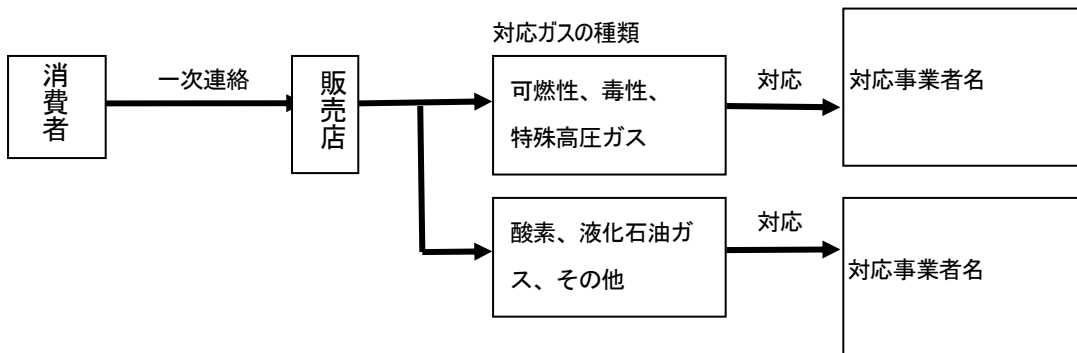 消費者
一次連絡
販売店
対応ガスの種類
可燃性、毒性、
特殊高圧ガス
対応
対応事業者名
酸素、液化石油ガ
ス、その他
対応
対応事業者名